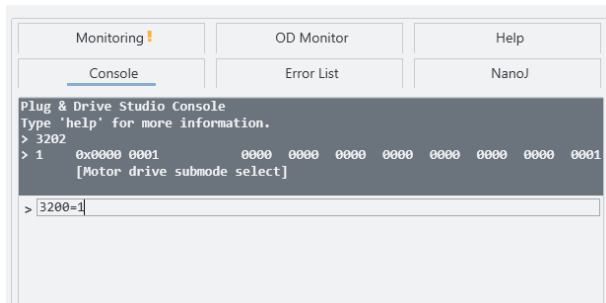 Monitoring ! OD Monitor Help
Console Error List NanoJ
Plug & Drive Studio Console
Type 'help' for more information.
> 3202
> 1 0x0000 0001 0000 0000 0000 0000 0000 0000 0000 0001
[Motor drive submode select]
> 3200=1